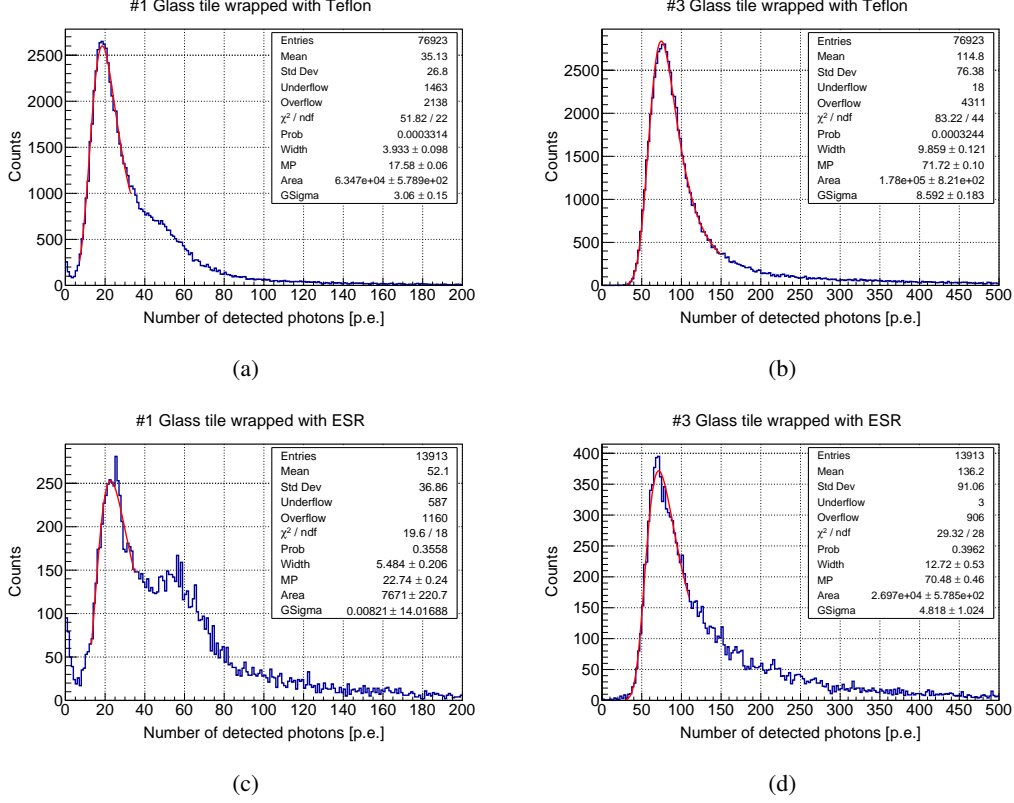 #1 Glass tile wrapped with Teflon
Counts
2500
2000
1500
1000
500
0
0 20 40 60 80 100 120 140 160 180 200
Number of detected photons [p.e.]
Entries 76923
Mean 35.13
Std Dev 26.8
Underflow 1463
Overflow 2138
χ² / ndf 51.82 / 22
Prob 0.0003314
Width 3.933 ± 0.098
MP 17.58 ± 0.06
Area 6.347e+04 ± 5.789e+02
GSigma 3.06 ± 0.15
(a)
#3 Glass tile wrapped with Teflon
Counts
2500
2000
1500
1000
500
0
0 50 100 150 200 250 300 350 400 450 500
Number of detected photons [p.e.]
Entries 76923
Mean 114.8
Std Dev 76.38
Underflow 18
Overflow 4311
χ² / ndf 83.22 / 44
Prob 0.0003244
Width 9.859 ± 0.121
MP 71.72 ± 0.10
Area 1.78e+05 ± 8.21e+02
GSigma 8.592 ± 0.183
(b)
#1 Glass tile wrapped with ESR
Counts
250
200
150
100
50
0
0 20 40 60 80 100 120 140 160 180 200
Number of detected photons [p.e.]
Entries 13913
Mean 52.1
Std Dev 36.86
Underflow 587
Overflow 1160
χ² / ndf 19.6 / 18
Prob 0.3558
Width 5.484 ± 0.206
MP 22.74 ± 0.24
Area 7671 ± 220.7
GSigma 0.00821 ± 14.01688
(c)
#3 Glass tile wrapped with ESR
Counts
400
350
300
250
200
150
100
50
0
0 50 100 150 200 250 300 350 400 450 500
Number of detected photons [p.e.]
Entries 13913
Mean 136.2
Std Dev 91.06
Underflow 3
Overflow 906
χ² / ndf 29.32 / 28
Prob 0.3962
Width 12.72 ± 0.53
MP 70.48 ± 0.46
Area 2.697e+04 ± 5.785e+02
GSigma 4.818 ± 1.024
(d)